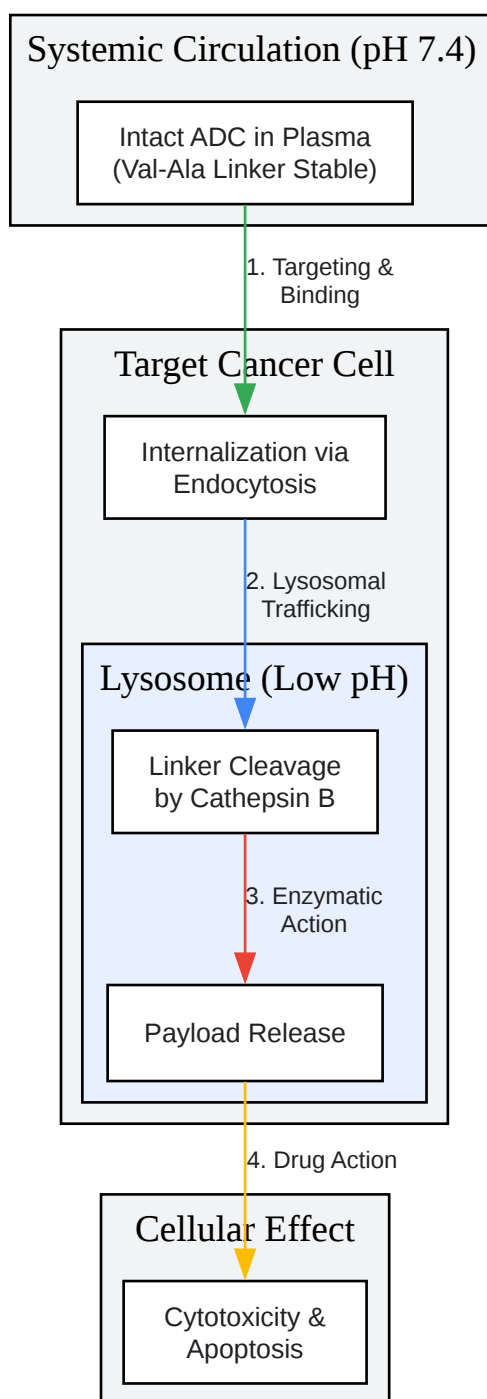 Systemic Circulation (pH 7.4)
Intact ADC in Plasma
(Val-Ala Linker Stable)
1. Targeting &
Binding
Target Cancer Cell
Internalization via
Endocytosis
2. Lysosomal
Trafficking
Lysosome (Low pH)
Linker Cleavage
by Cathepsin B
3. Enzymatic
Action
Payload Release
4. Drug Action
Cellular Effect
Cytotoxicity &
Apoptosis